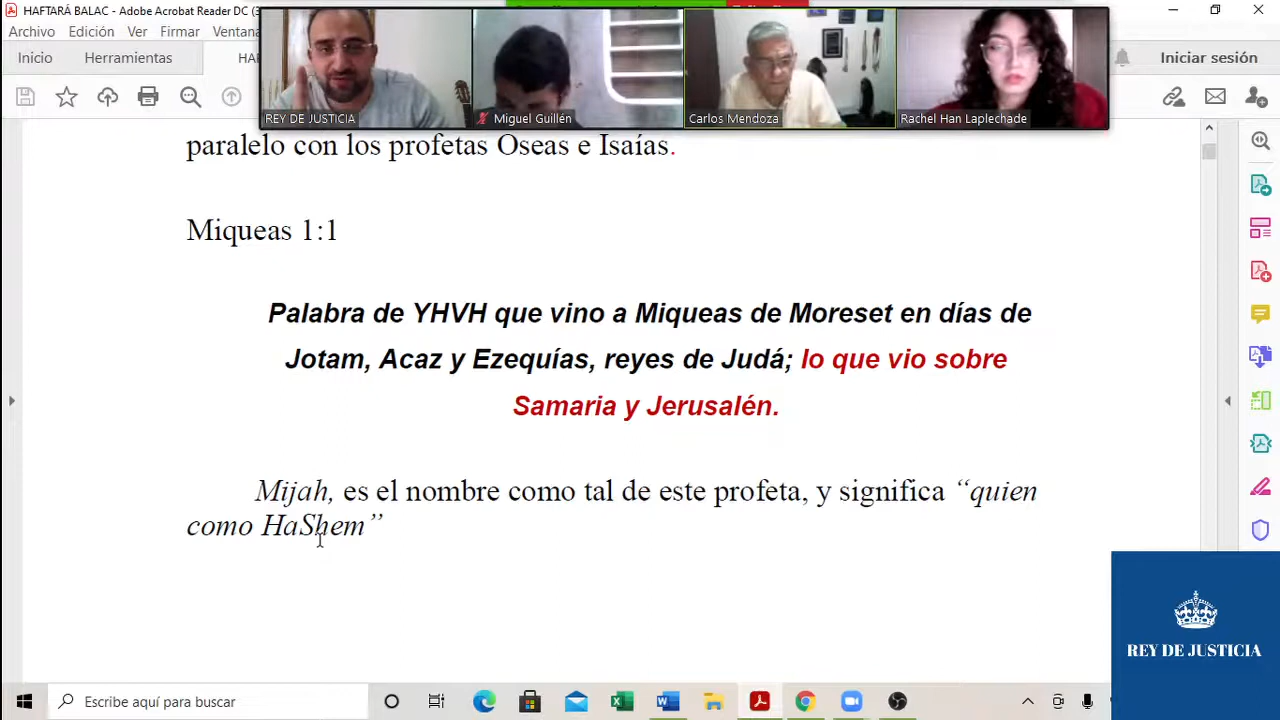 HAFTARÁ BALAC - Adobe Acrobat Reader DC (3
Archivo Edición Ver Firmar Ventana
Inicio Herramientas HAF
Iniciar sesión
REY DE JUSTICIA
Miguel Guillén
Carlos Mendoza
Rachel Han Laplechade
paralelo con los profetas Oseas e Isaías.
Miqueas 1:1
Palabra de YHVH que vino a Miqueas de Moreset en días de
Jotam, Acaz y Ezequías, reyes de Judá; lo que vio sobre
Samaria y Jerusalén.
Mijah, es el nombre como tal de este profeta, y significa “quien
como HaShem”
REY DE JUSTICIA
Escribe aquí para buscar